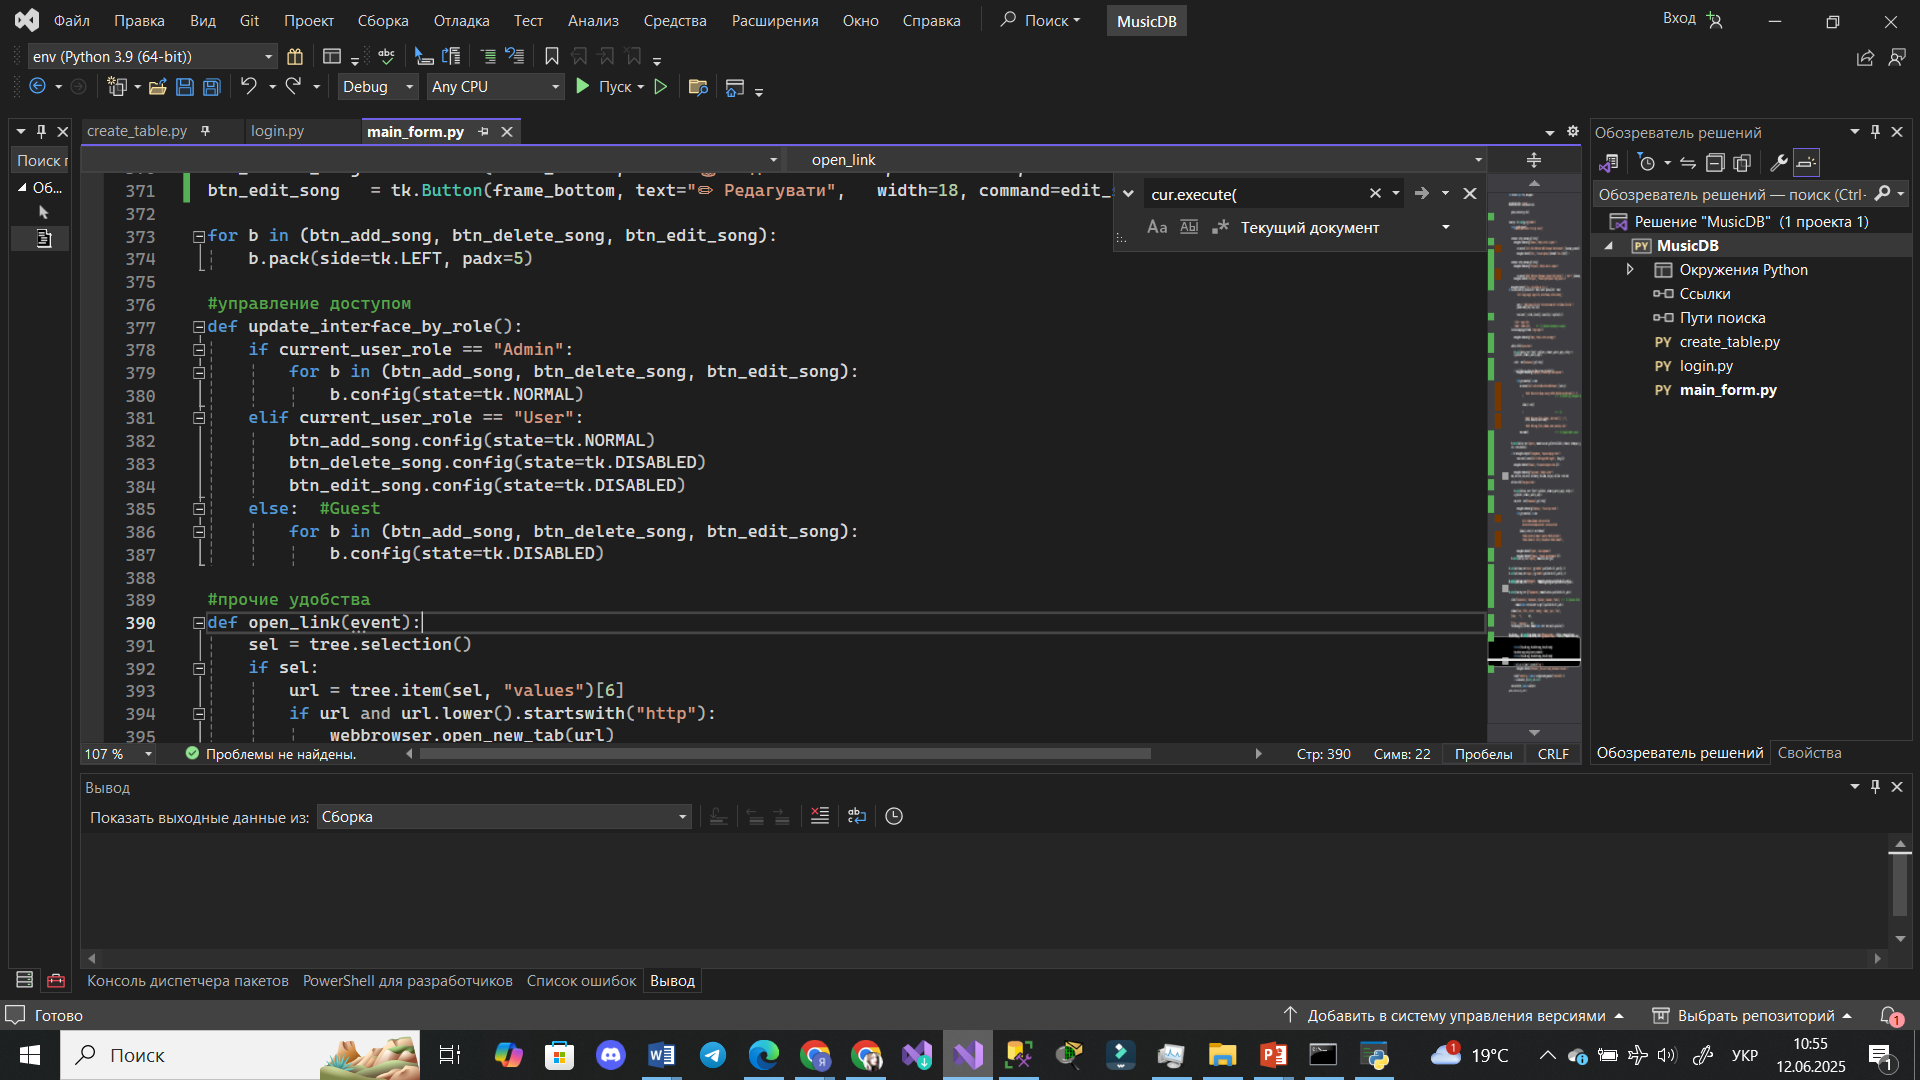 Файл Правка Вид Git Проект Сборка Отладка Тест Анализ Средства Расширения Окно Справка Поиск MusicDB Вход
env (Python 3.9 (64-bit))
Debug Any CPU Пуск
create_table.py login.py main_form.py
Поиск
Об...
open_link
371 btn_edit_song = tk.Button(frame_bottom, text="✏ Редагувати", width=18, command=edit_
372
373 for b in (btn_add_song, btn_delete_song, btn_edit_song):
374 b.pack(side=tk.LEFT, padx=5)
375
376 #управление доступом
377 def update_interface_by_role():
378 if current_user_role == "Admin":
379 for b in (btn_add_song, btn_delete_song, btn_edit_song):
380 b.config(state=tk.NORMAL)
381 elif current_user_role == "User":
382 btn_add_song.config(state=tk.NORMAL)
383 btn_delete_song.config(state=tk.DISABLED)
384 btn_edit_song.config(state=tk.DISABLED)
385 else: #Guest
386 for b in (btn_add_song, btn_delete_song, btn_edit_song):
387 b.config(state=tk.DISABLED)
388
389 #прочие удобства
390 def open_link(event):
391 sel = tree.selection()
392 if sel:
393 url = tree.item(sel, "values")[6]
394 if url and url.lower().startswith("http"):
395 webbrowser.open_new_tab(url)
cur.execute(
Aa Ab Текущий документ
107 % Проблемы не найдены. Стр: 390 Симв: 22 Пробелы CRLF
Обозреватель решений
Обозреватель решений — поиск (Ctrl-
Решение "MusicDB" (1 проекта 1)
PY MusicDB
Окружения Python
Ссылки
Пути поиска
PY create_table.py
PY login.py
PY main_form.py
Обозреватель решений Свойства
Вывод
Показать выходные данные из: Сборка
Консоль диспетчера пакетов PowerShell для разработчиков Список ошибок Вывод
Готово Добавить в систему управления версиями Выбрать репозиторий 1
Поиск 1 19°C УКР 10:55
12.06.2025 1